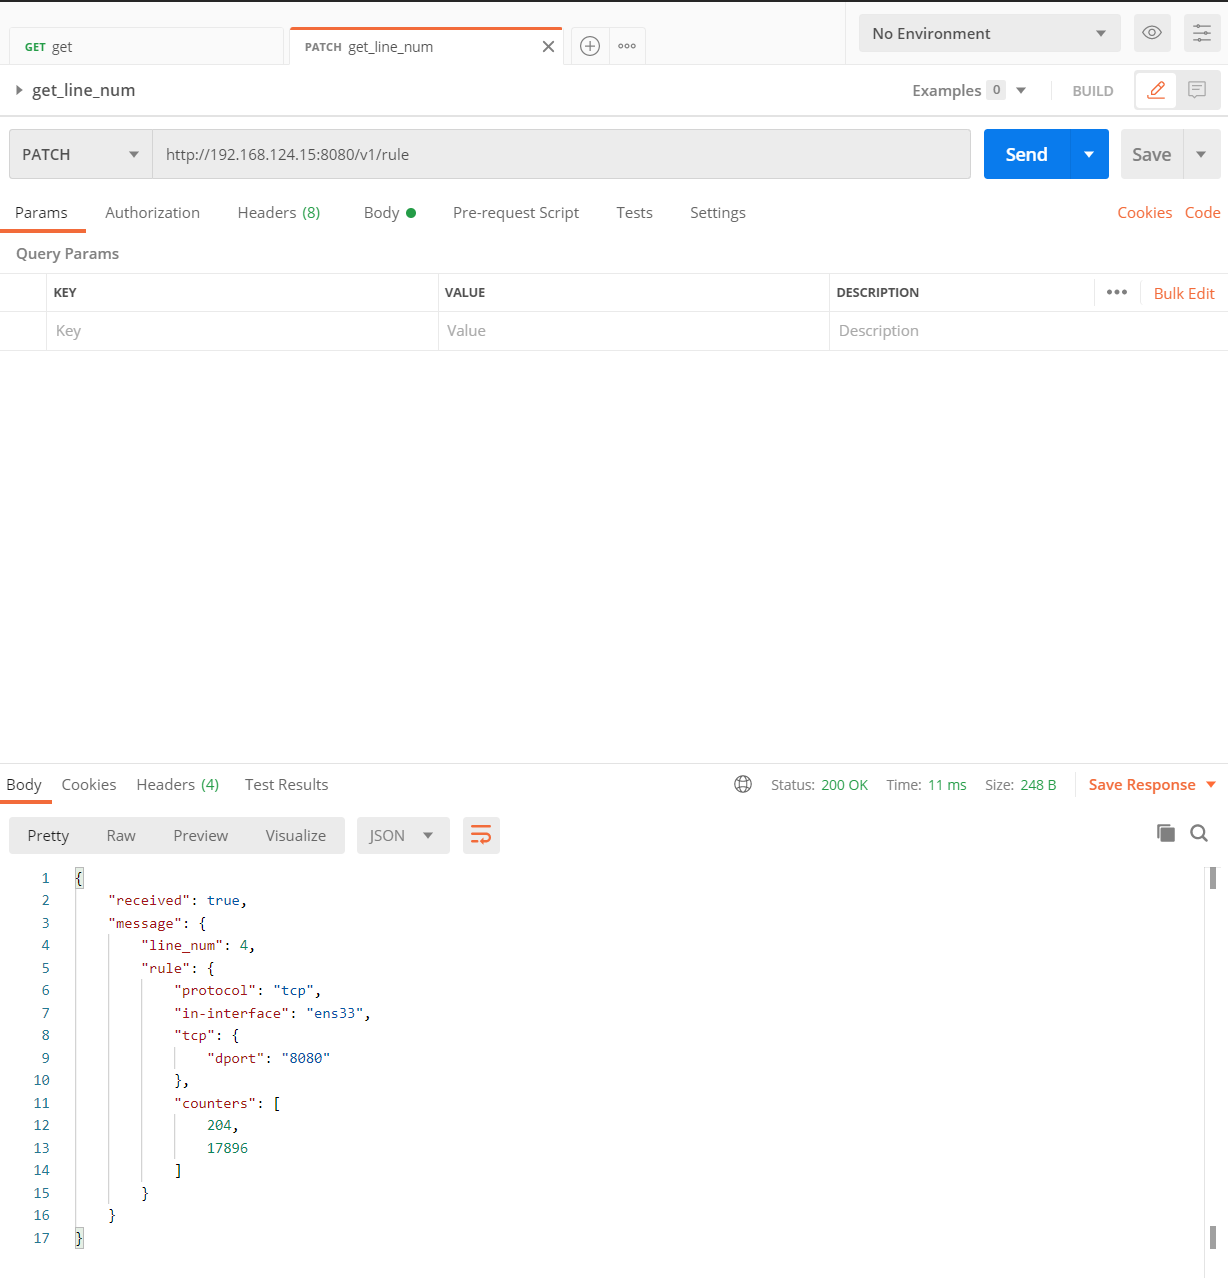 GET get
PATCH get_line_num
No Environment
get_line_num
Examples 0
BUILD
PATCH
http://192.168.124.15:8080/v1/rule
Send
Save
Params Authorization Headers (8) Body Pre-request Script Tests Settings Cookies Code
Query Params
KEY VALUE DESCRIPTION ••• Bulk Edit
Key Value Description
Body Cookies Headers (4) Test Results Status: 200 OK Time: 11 ms Size: 248 B Save Response
Pretty Raw Preview Visualize JSON
1 {
2 "received": true,
3 "message": {
4 "line_num": 4,
5 "rule": {
6 "protocol": "tcp",
7 "in-interface": "ens33",
8 "tcp": {
9 "dport": "8080"
10 },
11 "counters": [
12 204,
13 17896
14 ]
15 }
16 }
17 }